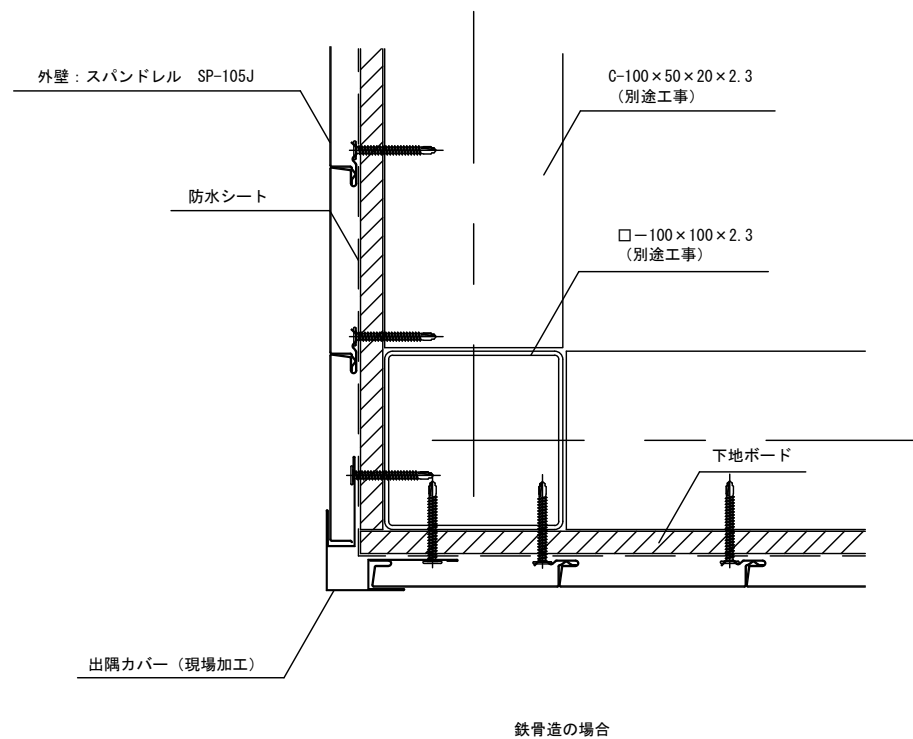 外壁：スパンドレル　SP-105J
C-100×50×20×2.3
（別途工事）
防水シート
□－100×100×2.3
（別途工事）
下地ボード
出隅カバー（現場加工）
鉄骨造の場合